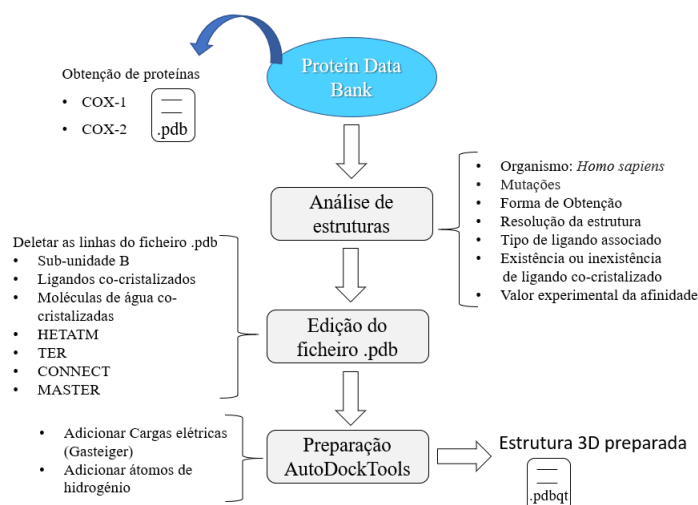 Protein Data
Bank
Obtenção de proteínas
• COX-1
• COX-2
.pdb
Análise de
estruturas
• Organismo: Homo sapiens
• Mutações
• Forma de Obtenção
• Resolução da estrutura
• Tipo de ligando associado
• Existência ou inexistência
de ligando co-cristalizado
• Valor experimental da afinidade
Deletar as linhas do ficheiro .pdb
• Sub-unidade B
• Ligandos co-cristalizados
• Moléculas de água co-
cristalizadas
• HETATM
• TER
• CONNECT
• MASTER
Edição do
ficheiro .pdb
• Adicionar Cargas elétricas
(Gasteiger)
• Adicionar átomos de
hidrogénio
Preparação
AutoDockTools
Estrutura 3D preparada
.pdbqt